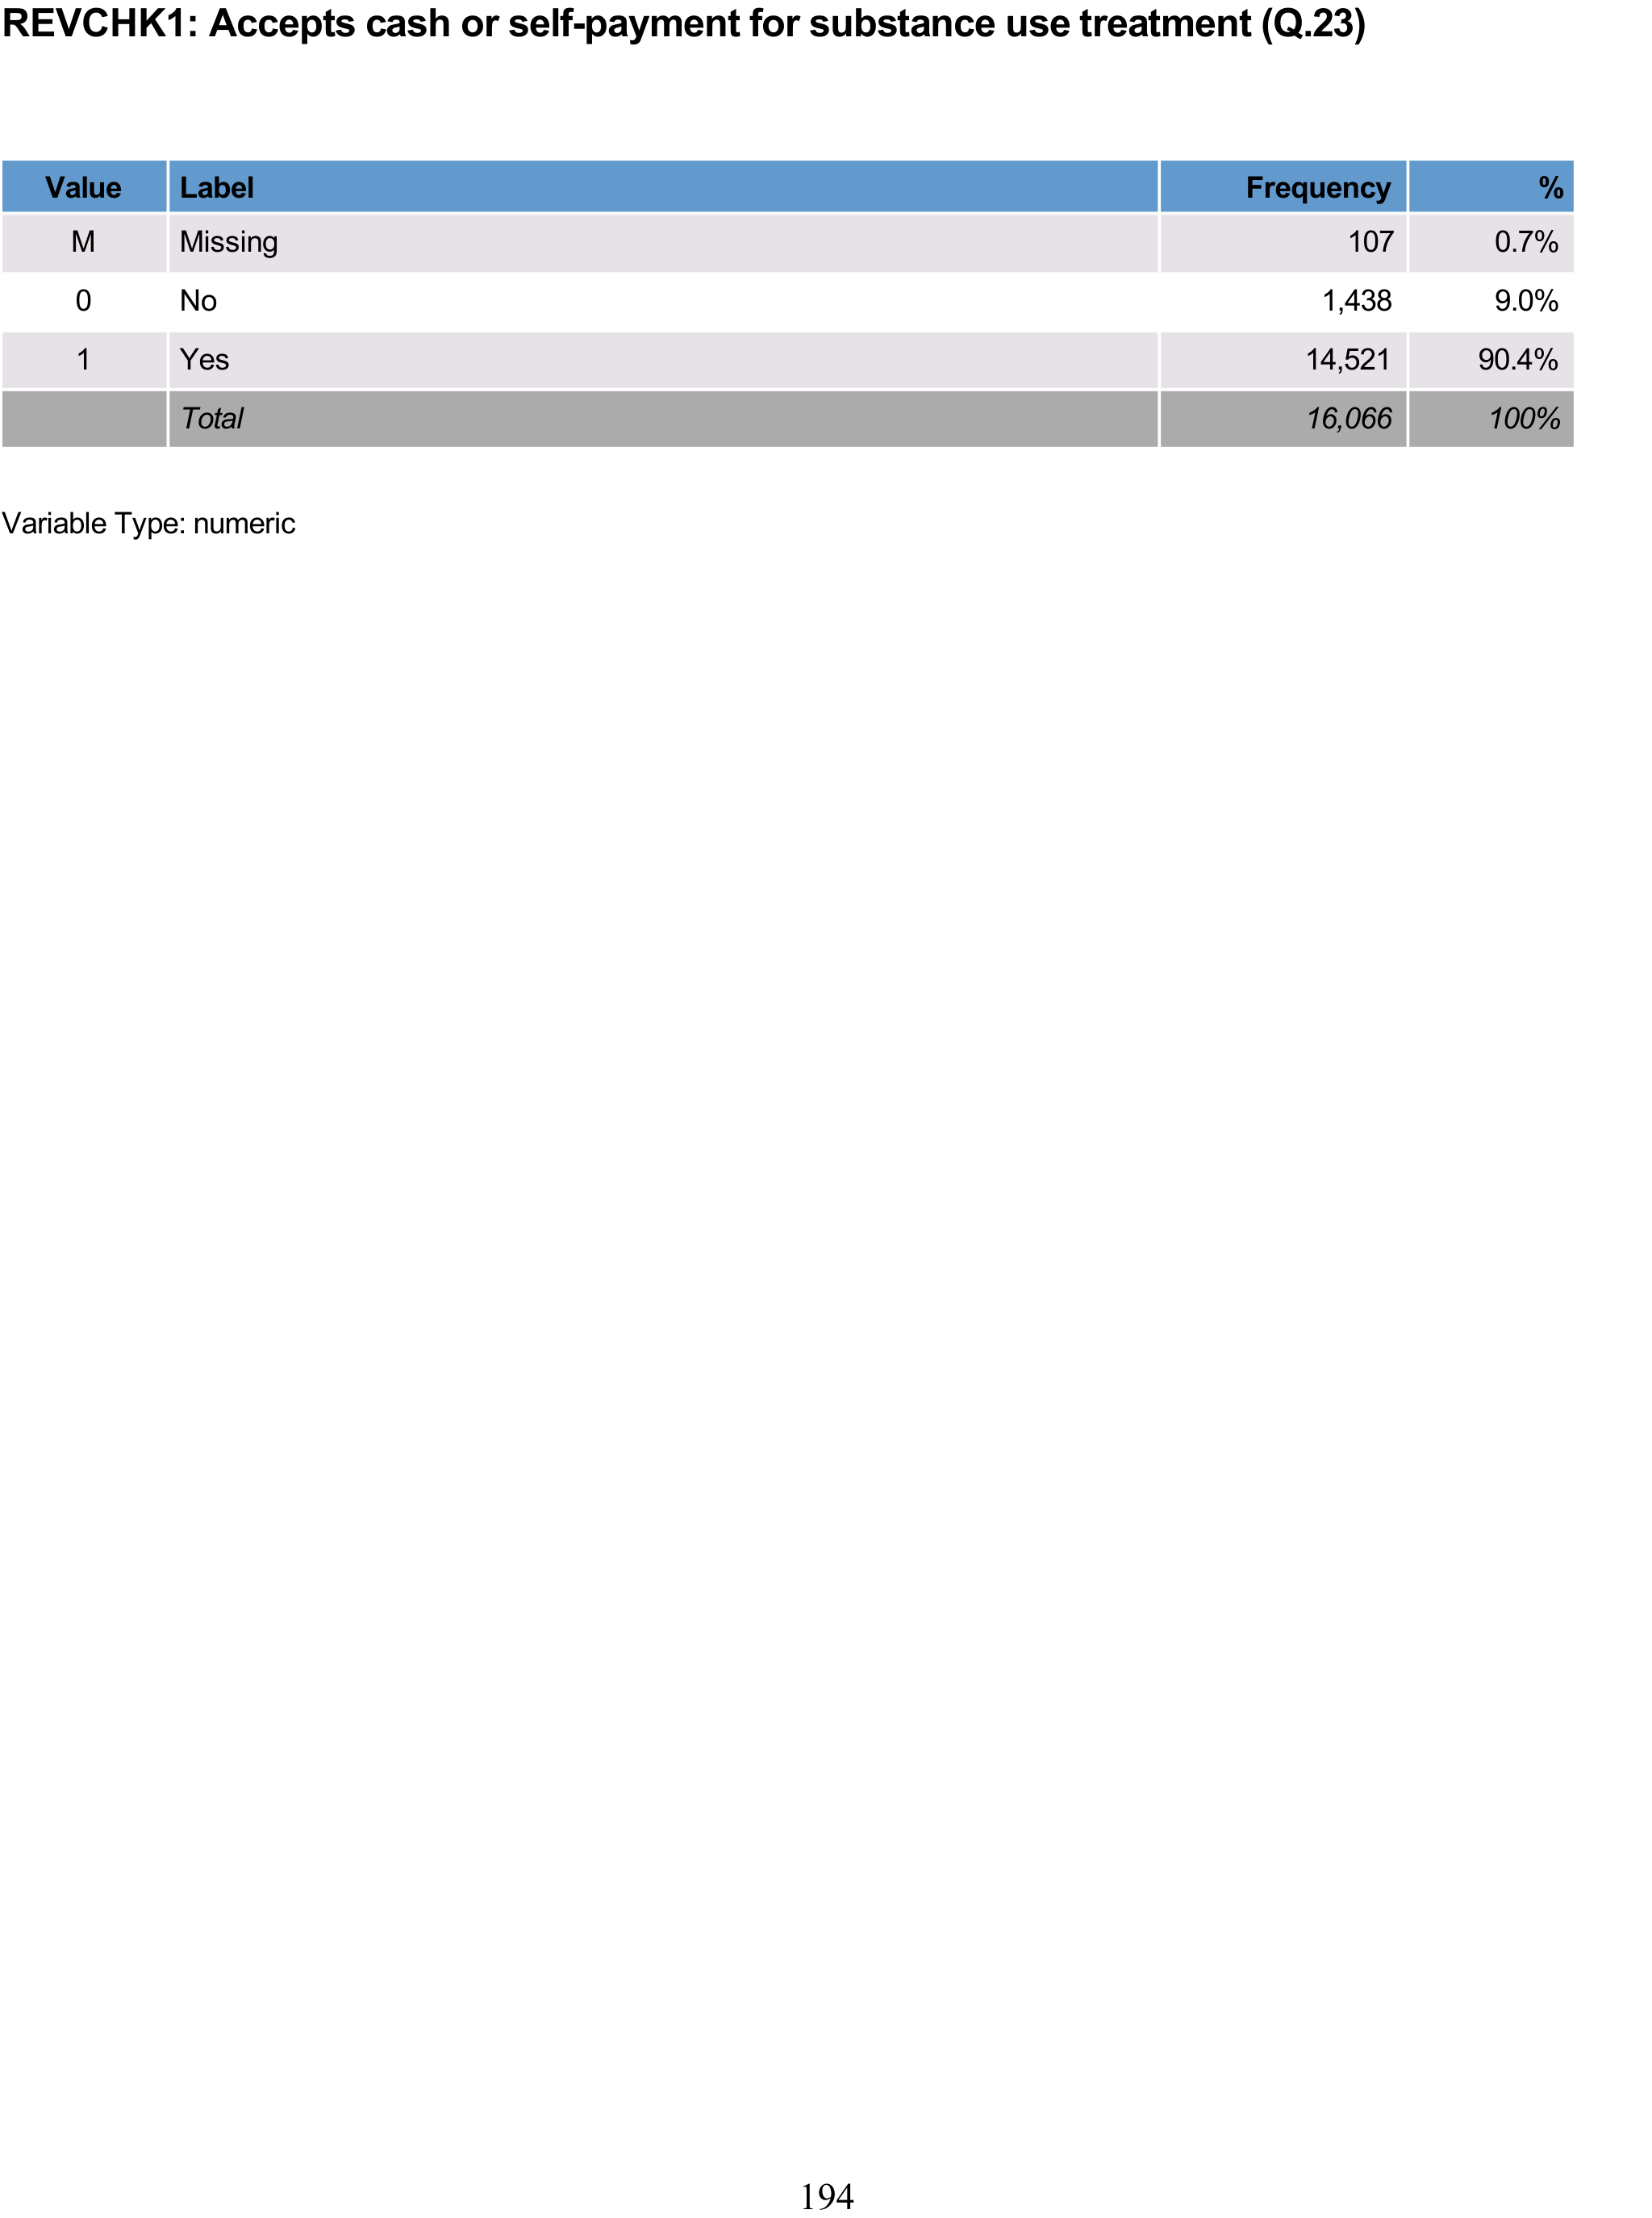 REVCHK1: Accepts cash or self-payment for substance use treatment (Q.23)
Value Label Frequency %
M Missing 107 0.7%
0 No 1,438 9.0%
1 Yes 14,521 90.4%
Total 16,066 100%
Variable Type: numeric
194